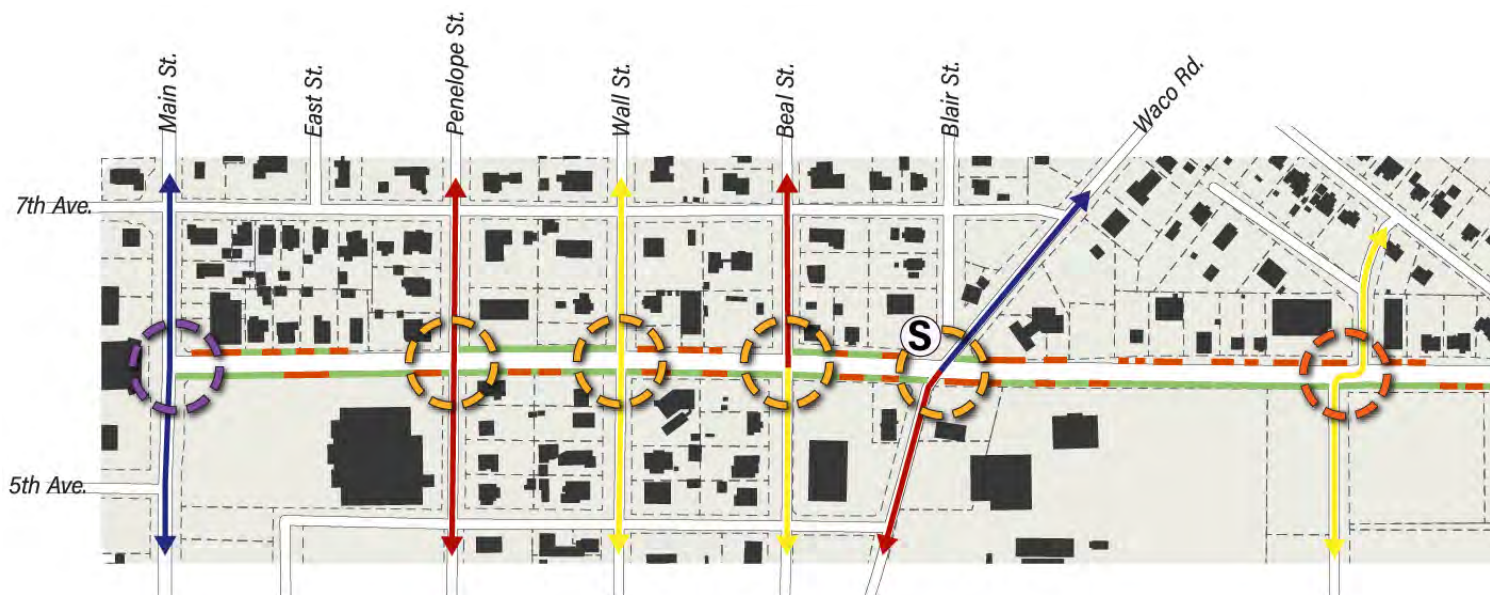 Main St.
East St.
Penelope St.
Wall St.
Beal St.
Blair St.
Waco Rd.
7th Ave.
S
5th Ave.